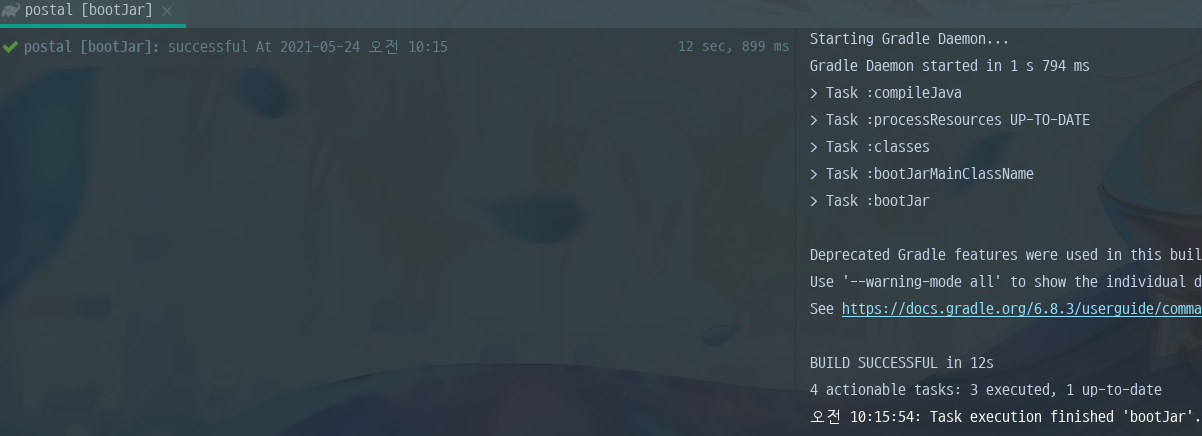 postal [bootJar]
postal [bootJar]: successful At 2021-05-24 오전 10:15
12 sec, 899 ms
Starting Gradle Daemon...
Gradle Daemon started in 1 s 794 ms
> Task :compileJava
> Task :processResources UP-TO-DATE
> Task :classes
> Task :bootJarMainClassName
> Task :bootJar
Deprecated Gradle features were used in this buil
Use '--warning-mode all' to show the individual d
See https://docs.gradle.org/6.8.3/userguide/comma
BUILD SUCCESSFUL in 12s
4 actionable tasks: 3 executed, 1 up-to-date
오전 10:15:54: Task execution finished 'bootJar'.